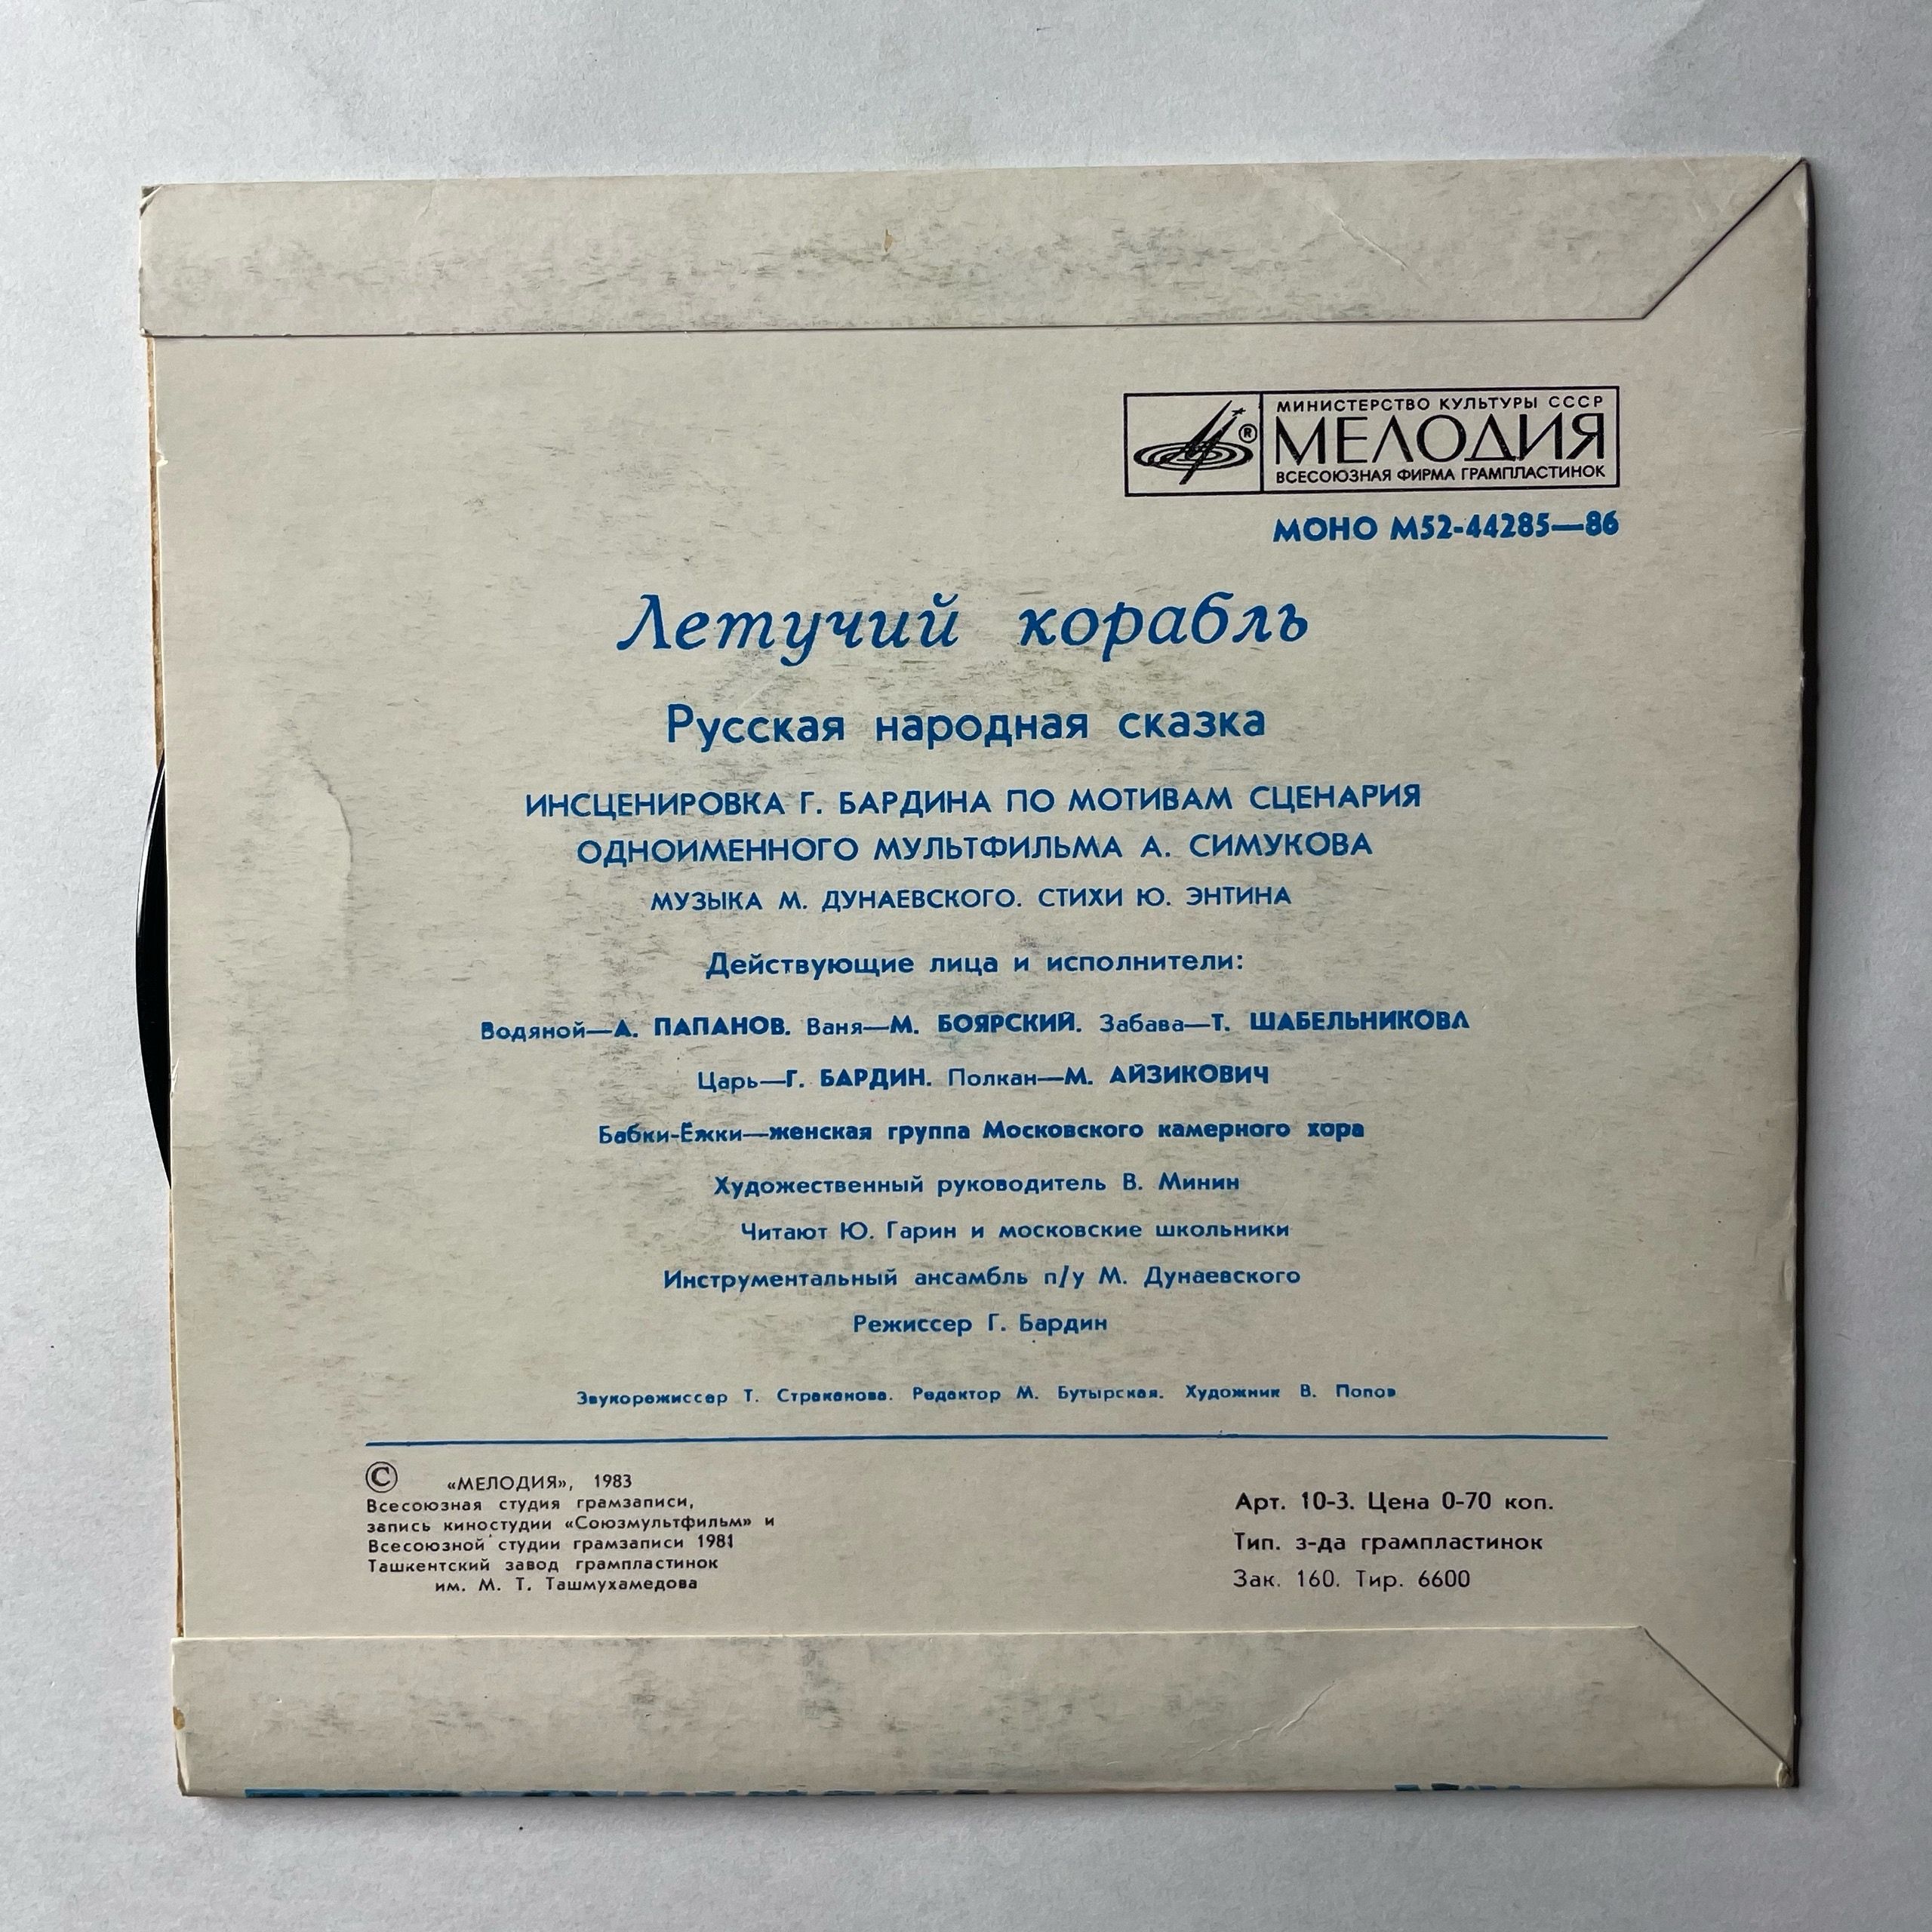 МИНИСТЕРСТВО КУЛЬТУРЫ СССР
МЕЛОДИЯ
ВСЕСОЮЗНАЯ ФИРМА ГРАМПЛАСТИНОК
®
МОНО М52-44285—86
Летучий корабль
Русская народная сказка
ИНСЦЕНИРОВКА Г. БАРДИНА ПО МОТИВАМ СЦЕНАРИЯ
ОДНОИМЕННОГО МУЛЬТФИЛЬМА А. СИМУКОВА
МУЗЫКА М. ДУНАЕВСКОГО. СТИХИ Ю. ЭНТИНА
Действующие лица и исполнители:
Водяной—А. ПАПАНОВ. Ваня—М. БОЯРСКИЙ. Забава—Т. ШАБЕЛЬНИКОВА
Царь—Г. БАРДИН. Полкан—М. АЙЗИКОВИЧ
Бабки-Ёжки—женская группа Московского камерного хора
Художественный руководитель В. Минин
Читают Ю. Гарин и московские школьники
Инструментальный ансамбль п/у М. Дунаевского
Режиссер Г. Бардин
Звукорежиссер Т. Страканова. Редактор М. Бутырская. Художник В. Попов
© «МЕЛОДИЯ», 1983
Всесоюзная студия грамзаписи,
запись киностудии «Союзмультфильм» и
Всесоюзной студии грамзаписи 1981
Ташкентский завод грампластинок
им. М. Т. Ташмухамедова
Арт. 10-3. Цена 0-70 коп.
Тип. з-да грампластинок
Зак. 160. Тир. 6600